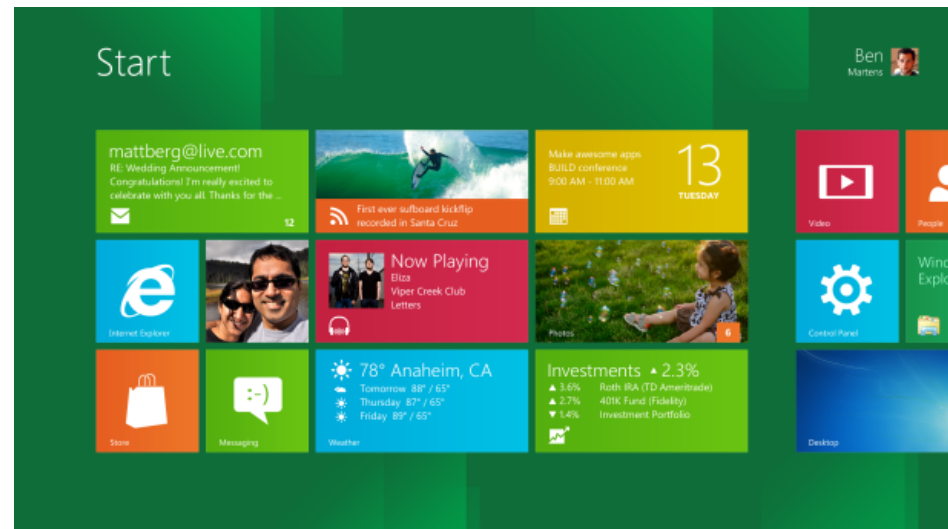 Start
Ben
Martens
mattberg@live.com
RE: Wedding Announcement!
Congratulations! I'm really excited to
celebrate with you all. Thanks for the ...
12
First ever sufboard kickflip
recorded in Santa Cruz
Make awesome apps
BUILD conference
9:00 AM - 11:00 AM
13
TUESDAY
Video
People
Internet Explorer
Now Playing
Eliza
Viper Creek Club
Letters
Photos
6
Control Panel
Wind
Explo
Store
:-)
Messaging
78° Anaheim, CA
Tomorrow 88° / 65°
Thursday 87° / 65°
Friday 89° / 65°
Weather
Investments ▲ 2.3%
▲ 3.6% Roth IRA (TD Ameritrade)
▲ 2.7% 401K Fund (Fidelity)
▼ 1.4% Investment Portfolio
Desktop